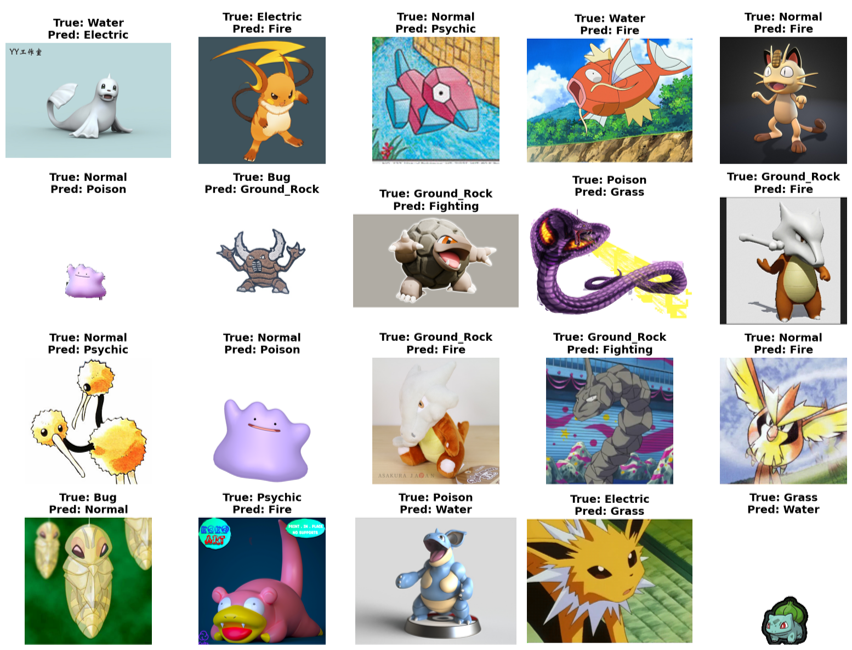 True: Water
Pred: Electric
True: Electric
Pred: Fire
True: Normal
Pred: Psychic
True: Water
Pred: Fire
True: Normal
Pred: Fire
YY工作室
True: Normal
Pred: Poison
True: Bug
Pred: Ground_Rock
True: Ground_Rock
Pred: Fighting
True: Poison
Pred: Grass
True: Ground_Rock
Pred: Fire
True: Normal
Pred: Psychic
True: Normal
Pred: Poison
True: Ground_Rock
Pred: Fire
True: Ground_Rock
Pred: Fighting
True: Normal
Pred: Fire
True: Bug
Pred: Normal
True: Psychic
Pred: Fire
True: Poison
Pred: Water
True: Electric
Pred: Grass
True: Grass
Pred: Water